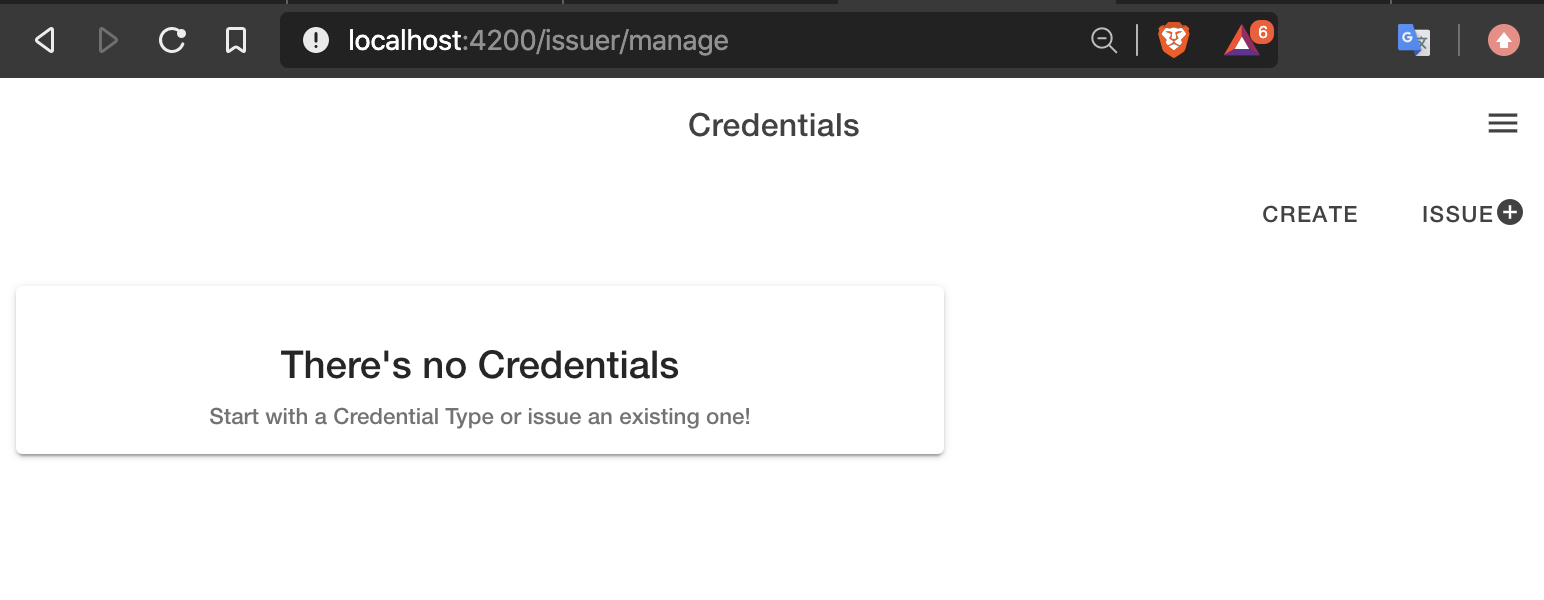 localhost:4200/issuer/manage
6
G 文
Credentials
CREATE
ISSUE
There's no Credentials
Start with a Credential Type or issue an existing one!